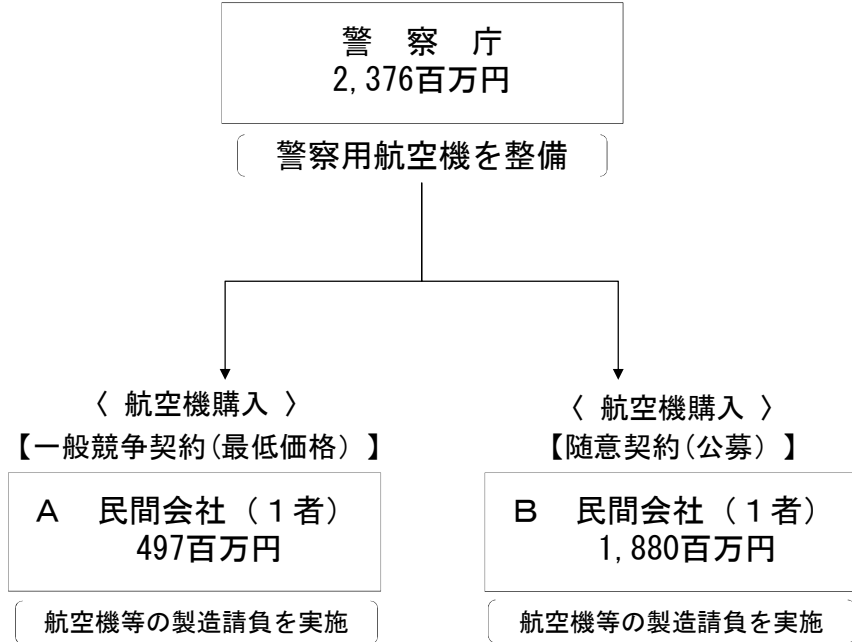 警 察 庁
2,376百万円
警察用航空機を整備
〈 航空機購入 〉
【一般競争契約(最低価格)】
A 民間会社(1者)
497百万円
航空機等の製造請負を実施
〈 航空機購入 〉
【随意契約(公募)】
B 民間会社(1者)
1,880百万円
航空機等の製造請負を実施